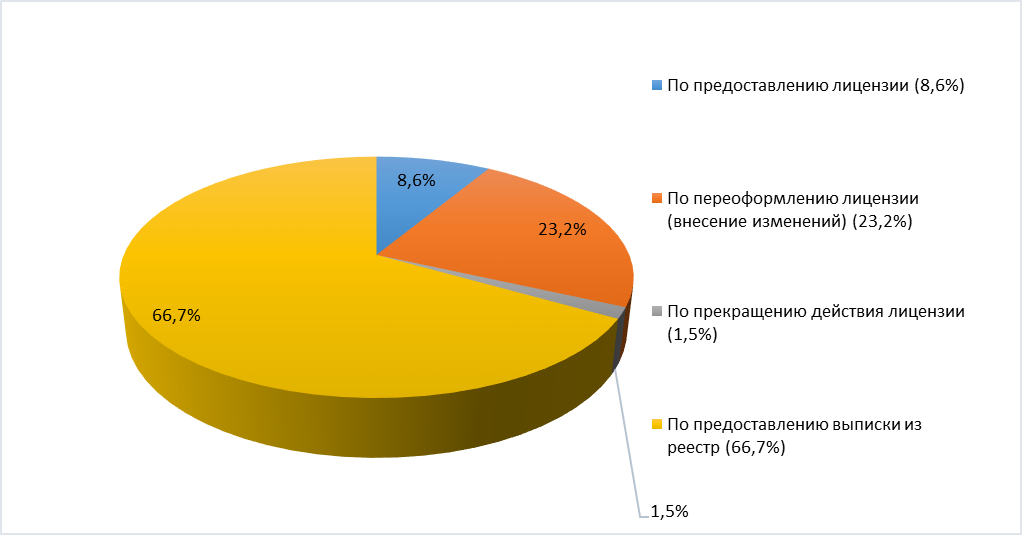 По предоставлению лицензии (8,6%)
8,6%
По переоформлению лицензии
(внесение изменений) (23,2%)
23,2%
По прекращению действия лицензии
(1,5%)
66,7%
По предоставлению выписки из
реестр (66,7%)
1,5%